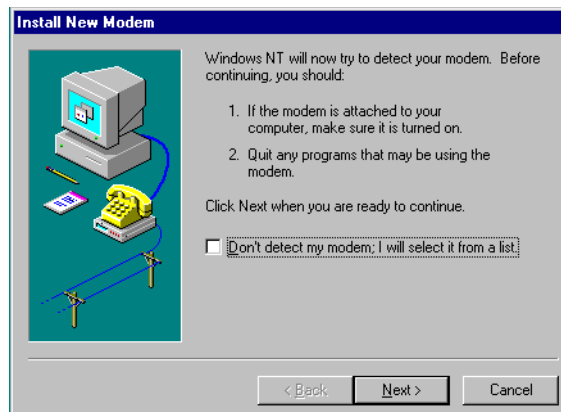 Install New Modem
Windows NT will now try to detect your modem. Before
continuing, you should:
1. If the modem is attached to your
computer, make sure it is turned on.
2. Quit any programs that may be using the
modem.
Click Next when you are ready to continue.
Don't detect my modem; I will select it from a list.
< Back
Next >
Cancel